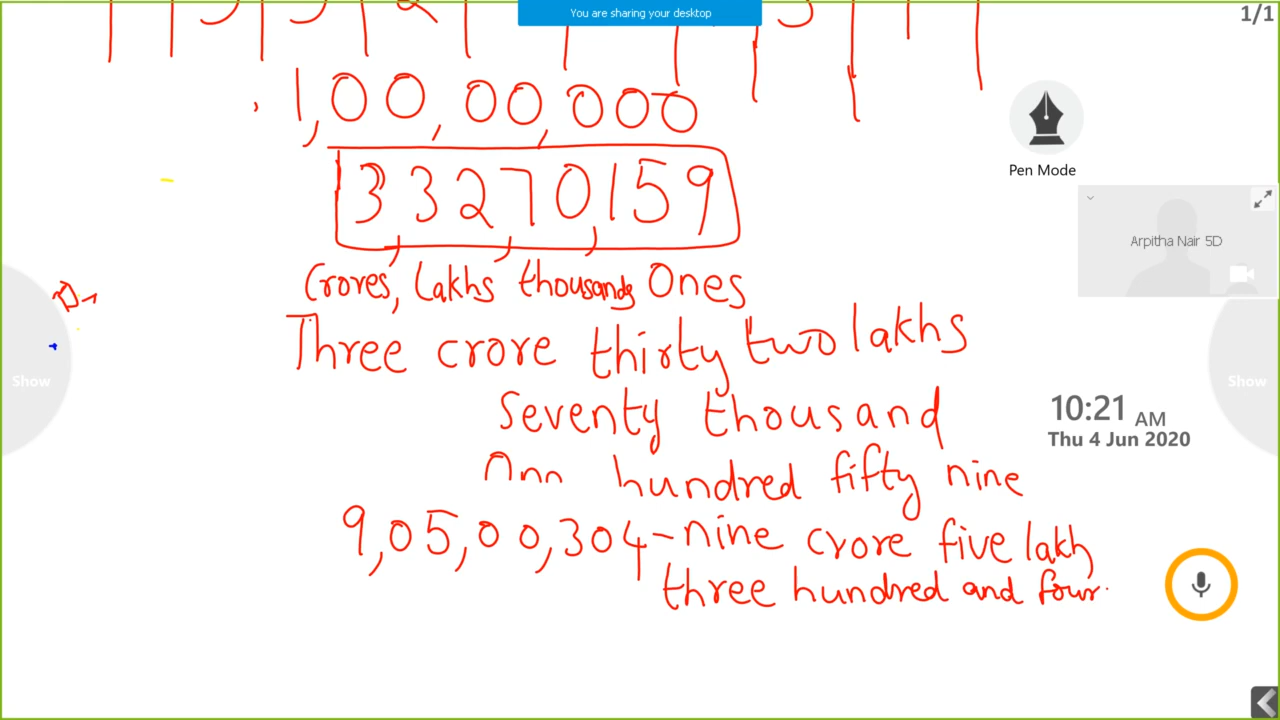 You are sharing your desktop
1/1
1,00,00,000
3,32,70,159
Pen Mode
Arpitha Nair 5D
Crores, Lakhs thousands Ones
Three crore thirty two lakhs
Show
Show
Seventy thousand
10:21 AM
Thu 4 Jun 2020
hundred fifty nine
9,05,00,304 - nine crore five lakh
three hundred and four.